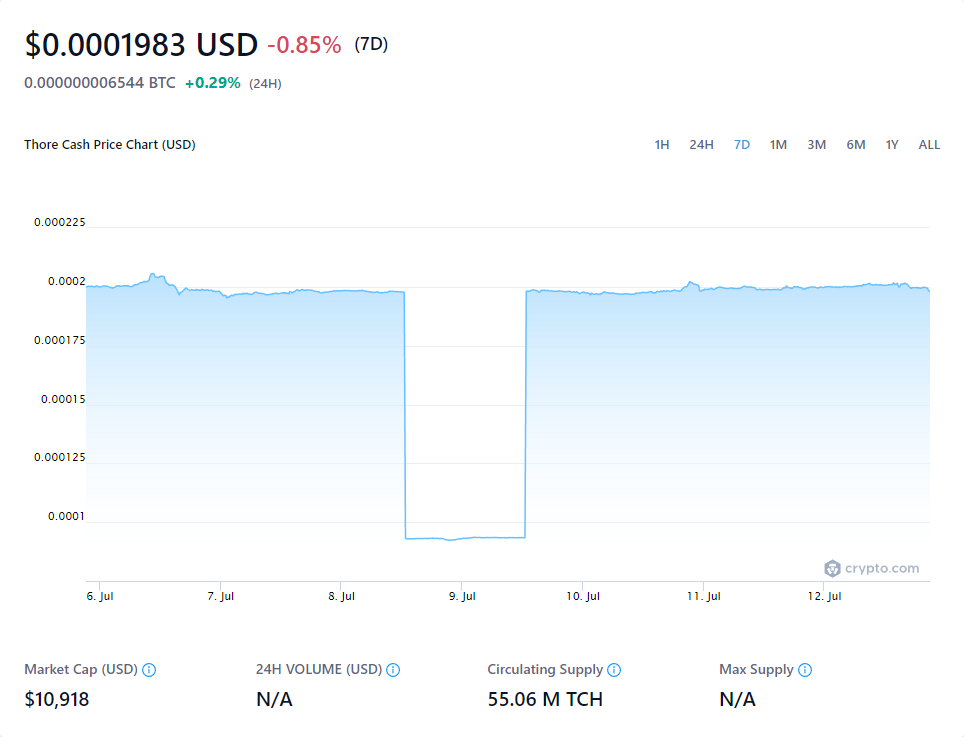 $0.0001983 USD -0.85% (7D)
0.000000006544 BTC +0.29% (24H)
Thore Cash Price Chart (USD) 1H 24H 7D 1M 3M 6M 1Y ALL
0.000225
0.0002
0.000175
0.00015
0.000125
0.0001
crypto.com
6. Jul 7. Jul 8. Jul 9. Jul 10. Jul 11. Jul 12. Jul
Market Cap (USD) 24H VOLUME (USD) Circulating Supply Max Supply
$10,918 N/A 55.06 M TCH N/A